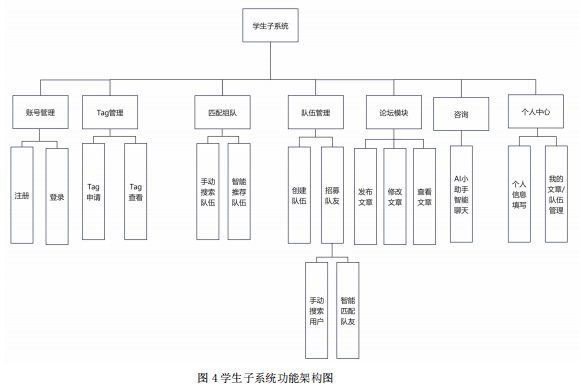 学生子系统
账号管理
Tag管理
匹配组队
队伍管理
论坛模块
咨询
个人中心
注册
登录
Tag
申请
Tag
查看
手动
搜索
队伍
智能
推荐
队伍
创建
队伍
招募
队友
发布
文章
修改
文章
查看
文章
AI小
助手
智能
聊天
个人
信息
填写
我的
文章/
队伍
管理
手动
搜索
用户
智能
匹配
队友
图 4 学生子系统功能架构图